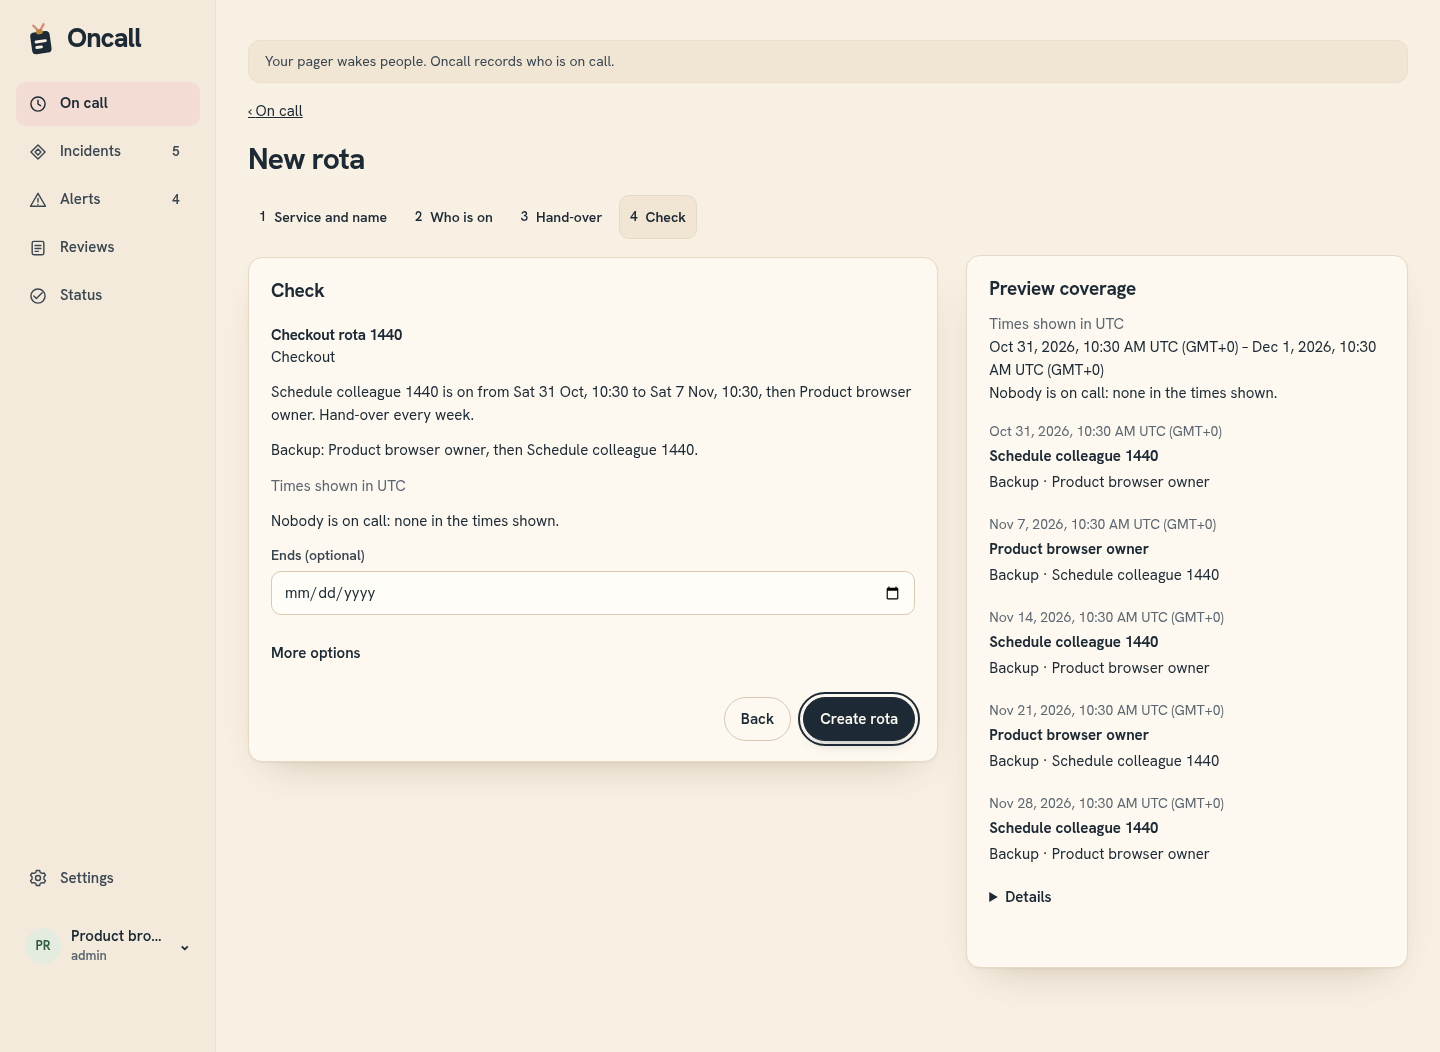 Oncall
On call
Incidents 5
Alerts 4
Reviews
Status
Settings
PR
Product bro...
admin
Your pager wakes people. Oncall records who is on call.
‹ On call
New rota
1 Service and name 2 Who is on 3 Hand-over 4 Check
Check
Checkout rota 1440
Checkout
Schedule colleague 1440 is on from Sat 31 Oct, 10:30 to Sat 7 Nov, 10:30, then Product browser
owner. Hand-over every week.
Backup: Product browser owner, then Schedule colleague 1440.
Times shown in UTC
Nobody is on call: none in the times shown.
Ends (optional)
mm/dd/yyyy
More options
Back
Create rota
Preview coverage
Times shown in UTC
Oct 31, 2026, 10:30 AM UTC (GMT+0) – Dec 1, 2026, 10:30
AM UTC (GMT+0)
Nobody is on call: none in the times shown.
Oct 31, 2026, 10:30 AM UTC (GMT+0)
Schedule colleague 1440
Backup · Product browser owner
Nov 7, 2026, 10:30 AM UTC (GMT+0)
Product browser owner
Backup · Schedule colleague 1440
Nov 14, 2026, 10:30 AM UTC (GMT+0)
Schedule colleague 1440
Backup · Product browser owner
Nov 21, 2026, 10:30 AM UTC (GMT+0)
Product browser owner
Backup · Schedule colleague 1440
Nov 28, 2026, 10:30 AM UTC (GMT+0)
Schedule colleague 1440
Backup · Product browser owner
Details